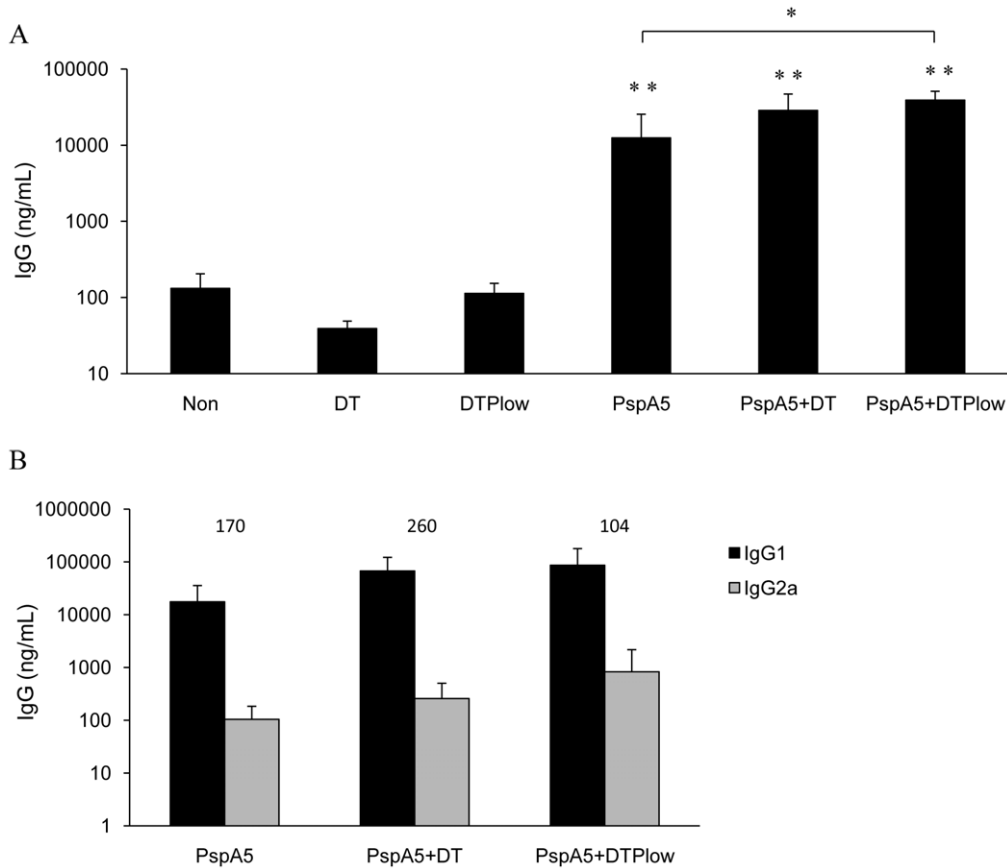 A
*
100000
10000
1000
100
10
IgG (ng/mL)
** ** **
Non DT DTPlow PspA5 PspA5+DT PspA5+DTPlow
B
1000000
100000
10000
1000
100
10
1
IgG (ng/mL)
170 260 104
IgG1
IgG2a
PspA5 PspA5+DT PspA5+DTPlow